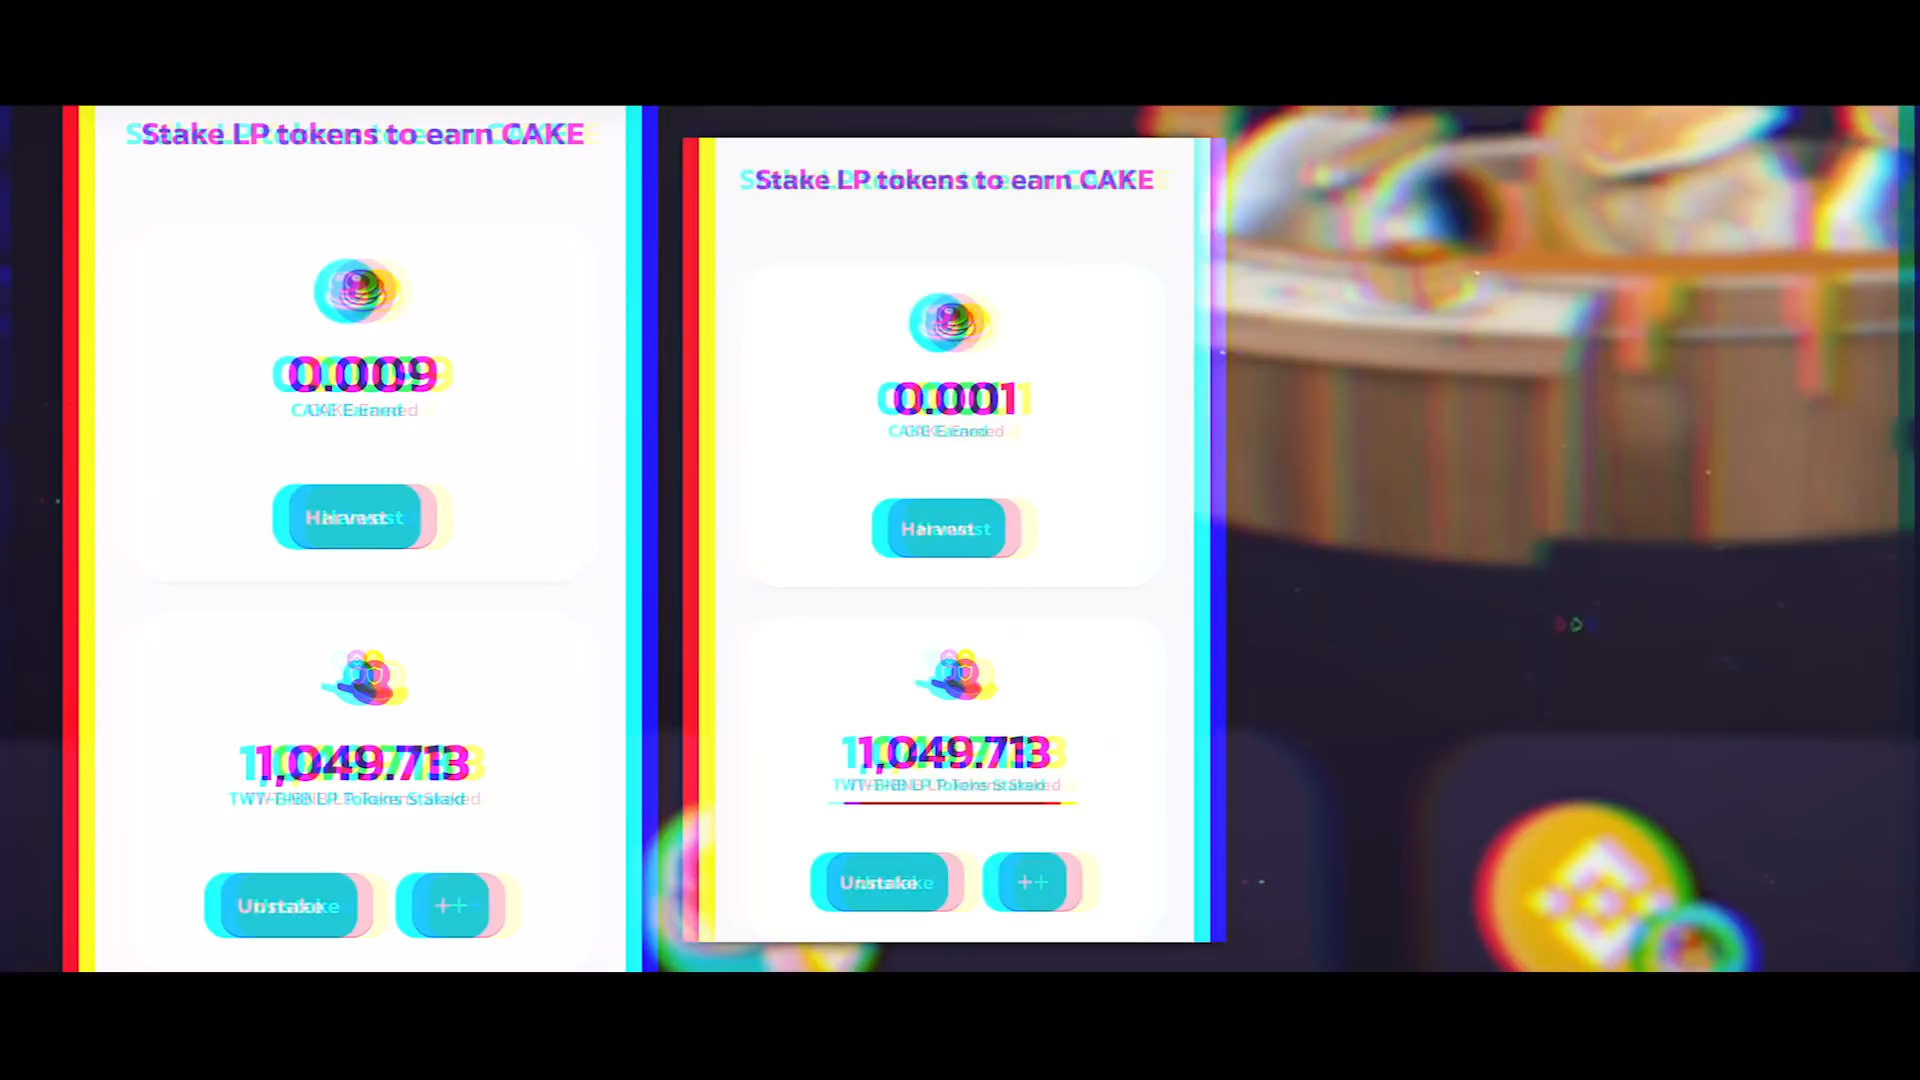 Stake LP tokens to earn CAKE
0.009
CAKE Earned
Harvest
1,049.713
TWT-BNB LP Tokens Staked
Unstake
+
Stake LP tokens to earn CAKE
0.001
CAKE Earned
Harvest
1,049.713
TWT-BNB LP Tokens Staked
Unstake
+